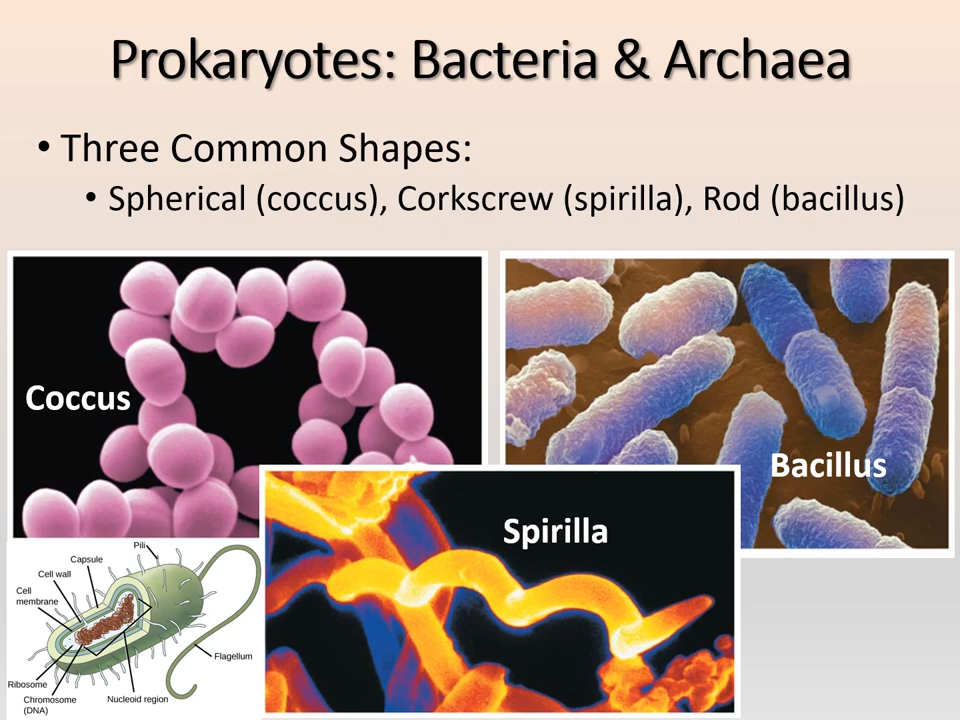 Prokaryotes: Bacteria & Archaea
• Three Common Shapes:
• Spherical (coccus), Corkscrew (spirilla), Rod (bacillus)
Coccus
Bacillus
Spirilla
Pili
Capsule
Cell wall
Cell
membrane
Flagellum
Ribosome
Chromosome
(DNA)
Nucleoid region